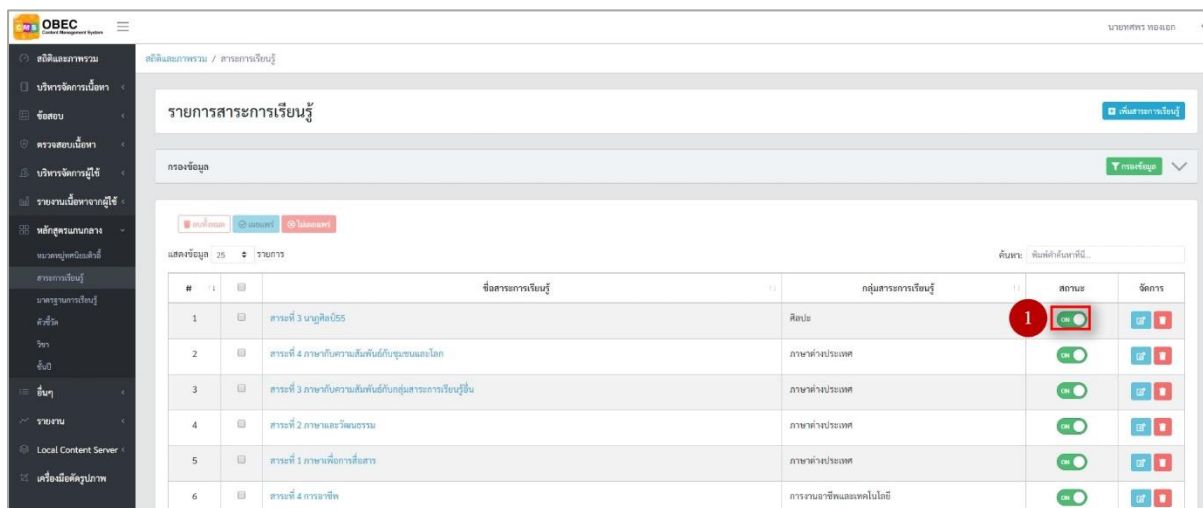 CMS OBEC
Content Management System
นายทศพร ทองเอก
สถิติและภาพรวม
บริหารจัดการเนื้อหา
ข้อสอบ
ตรวจสอบเนื้อหา
บริหารจัดการผู้ใช้
รายงานเนื้อหาจากผู้ใช้
หลักสูตรแกนกลาง
สาระการเรียนรู้
มาตรฐานการเรียนรู้
ตัวชี้วัด
วิชา
ชั้นปี
อื่นๆ
รายงาน
Local Content Server
เครื่องมือตัดรูปภาพ
สถิติและภาพรวม / สาระการเรียนรู้
รายการสาระการเรียนรู้
เพิ่มสาระการเรียนรู้
กรองข้อมูล
กรองข้อมูล
ลบทั้งหมด เผยแพร่ ไม่เผยแพร่
แสดงข้อมูล 25 รายการ
ค้นหา: พิมพ์คำค้นหาที่นี่...
# ชื่อสาระการเรียนรู้ กลุ่มสาระการเรียนรู้ สถานะ จัดการ
1 สาระที่ 3 นาฏศิลป์55 ศิลปะ 1 ON
2 สาระที่ 4 ภาษากับความสัมพันธ์กับชุมชนและโลก ภาษาต่างประเทศ ON
3 สาระที่ 3 ภาษากับความสัมพันธ์กับกลุ่มสาระการเรียนรู้อื่น ภาษาต่างประเทศ ON
4 สาระที่ 2 ภาษาและวัฒนธรรม ภาษาต่างประเทศ ON
5 สาระที่ 1 ภาษาเพื่อการสื่อสาร ภาษาต่างประเทศ ON
6 สาระที่ 4 การอาชีพ การงานอาชีพและเทคโนโลยี ON